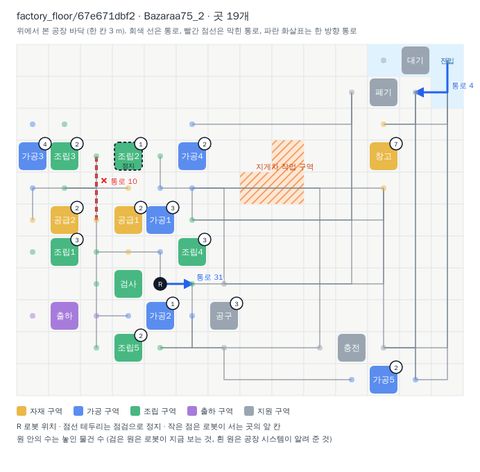 factory_floor/67e671dbf2 · Bazaraa75_2 · 곳 19개
위에서 본 공장 바닥 (한 칸 3 m). 회색 선은 통로, 빨간 점선은 막힌 통로, 파란 화살표는 한 방향 통로
대기
전립
폐기
통로 4
가공3 4
조립3 2
조립2 1
정지
가공4 2
지게차 작업 구역
창고 7
통로 10
공급2 2
공급1 2
가공1 3
조립1 3
조립4 3
검사
R
통로 31
출하
가공2 1
공구 3
조립5 2
충전
가공5 2
자재 구역
가공 구역
조립 구역
출하 구역
지원 구역
R 로봇 위치 · 점선 테두리는 점검으로 정지 · 작은 점은 로봇이 서는 곳의 앞 칸
원 안의 수는 놓인 물건 수 (검은 원은 로봇이 지금 보는 것, 흰 원은 공장 시스템이 알려 준 것)